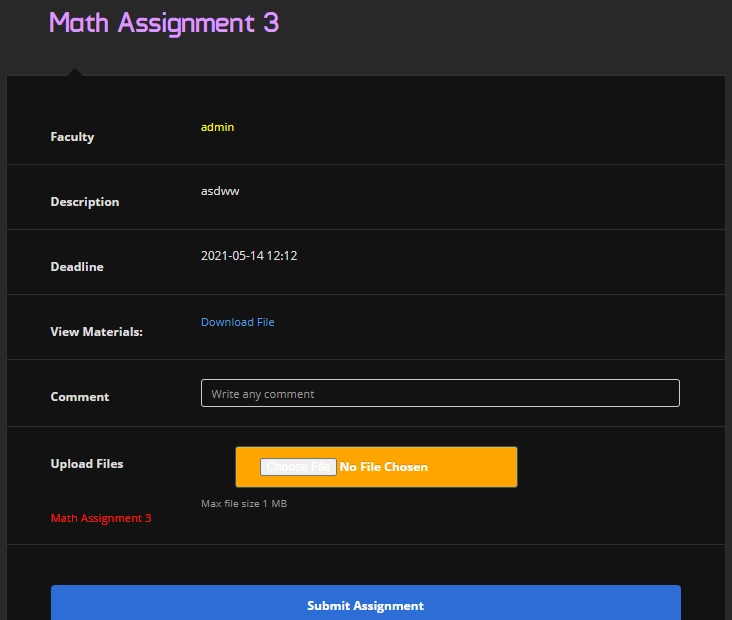 Math Assignment 3
Faculty admin
Description asdww
Deadline 2021-05-14 12:12
View Materials: Download File
Comment Write any comment
Upload Files Choose File No File Chosen
Max file size 1 MB
Math Assignment 3
Submit Assignment